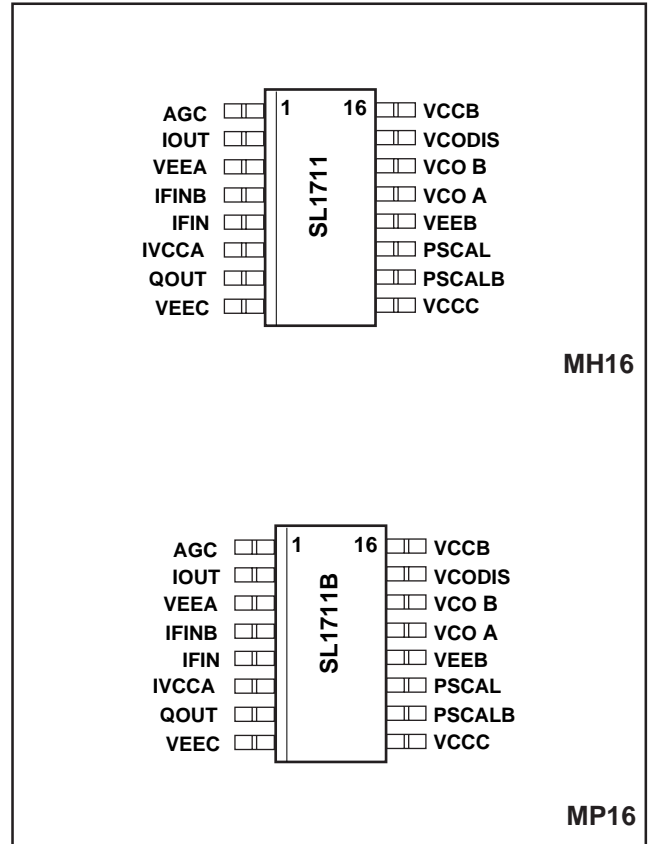 1 16
AGC VCCB
IOUT VCODIS
VEEA VCO B
IFINB VCO A
IFIN VEEB
IVCCA PSCAL
QOUT PSCALB
VEEC VCCC
SL1711
MH16
1 16
AGC VCCB
IOUT VCODIS
VEEA VCO B
IFINB VCO A
IFIN VEEB
IVCCA PSCAL
QOUT PSCALB
VEEC VCCC
SL1711B
MP16